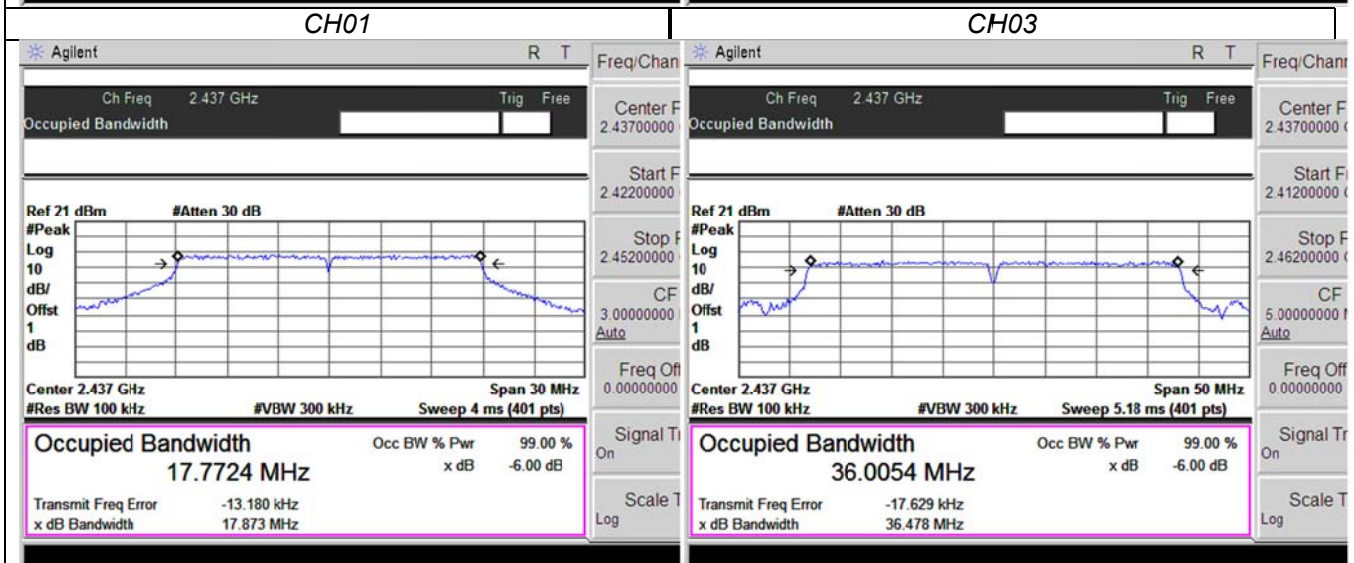 CH01
CH03
Agilent R T
Freq/Chan
Ch Freq 2.437 GHz Trig Free
Occupied Bandwidth
Center F
2.43700000
Start F
2.42200000
Ref 21 dBm #Atten 30 dB
#Peak
Log
10
dB/
Offst
1
dB
Stop F
2.45200000
CF
3.00000000
Auto
Freq Off
0.00000000
Center 2.437 GHz Span 30 MHz
#Res BW 100 kHz #VBW 300 kHz Sweep 4 ms (401 pts)
Occupied Bandwidth
17.7724 MHz
Occ BW % Pwr 99.00 %
x dB -6.00 dB
Transmit Freq Error -13.180 kHz
x dB Bandwidth 17.873 MHz
Signal Tr
On
Scale T
Log
Agilent R T
Freq/Chan
Ch Freq 2.437 GHz Trig Free
Occupied Bandwidth
Center F
2.43700000
Start F
2.41200000
Ref 21 dBm #Atten 30 dB
#Peak
Log
10
dB/
Offst
1
dB
Stop F
2.46200000
CF
5.00000000
Auto
Freq Off
0.00000000
Center 2.437 GHz Span 50 MHz
#Res BW 100 kHz #VBW 300 kHz Sweep 5.18 ms (401 pts)
Occupied Bandwidth
36.0054 MHz
Occ BW % Pwr 99.00 %
x dB -6.00 dB
Transmit Freq Error -17.629 kHz
x dB Bandwidth 36.478 MHz
Signal Tr
On
Scale T
Log